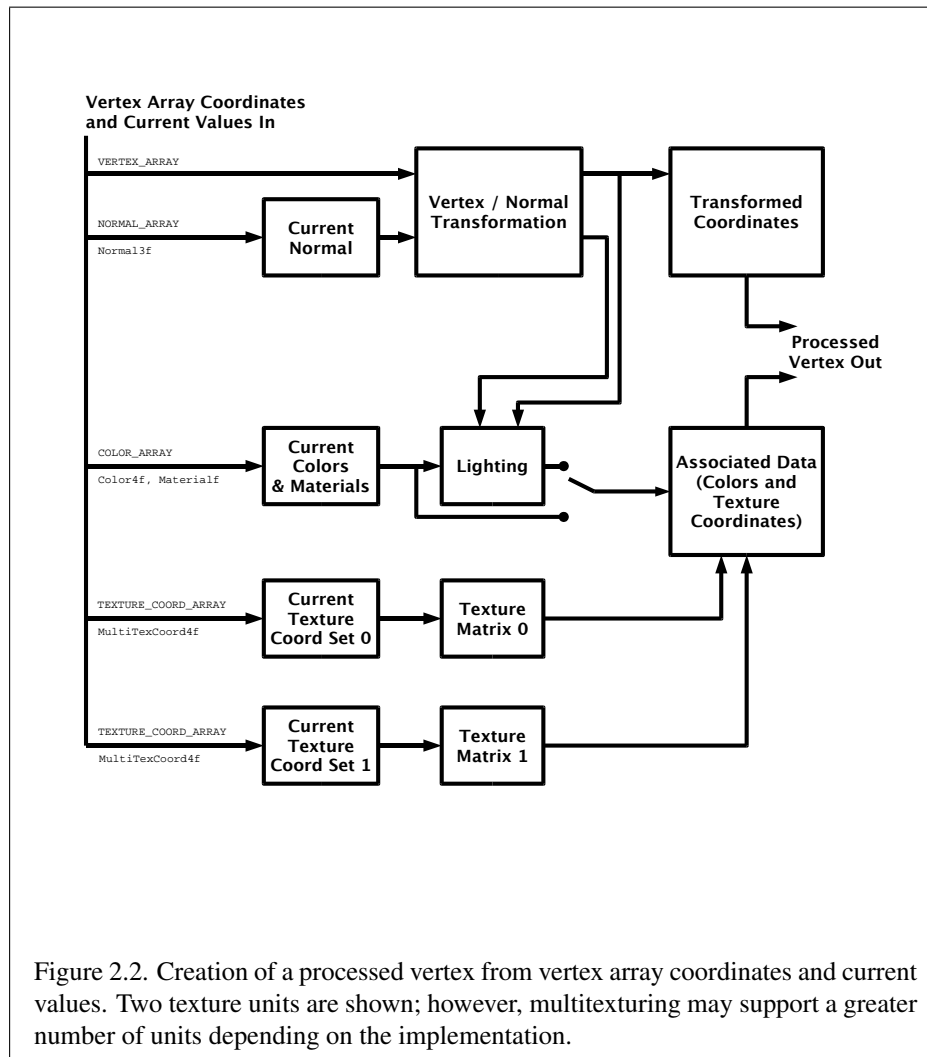 Vertex Array Coordinates
and Current Values In
VERTEX_ARRAY
NORMAL_ARRAY
Normal3f
Current
Normal
Vertex / Normal
Transformation
Transformed
Coordinates
Processed
Vertex Out
COLOR_ARRAY
Color4f, Materialf
Current
Colors
& Materials
Lighting
Associated Data
(Colors and
Texture
Coordinates)
TEXTURE_COORD_ARRAY
MultiTexCoord4f
Current
Texture
Coord Set 0
Texture
Matrix 0
TEXTURE_COORD_ARRAY
MultiTexCoord4f
Current
Texture
Coord Set 1
Texture
Matrix 1
Figure 2.2. Creation of a processed vertex from vertex array coordinates and current
values. Two texture units are shown; however, multitexturing may support a greater
number of units depending on the implementation.